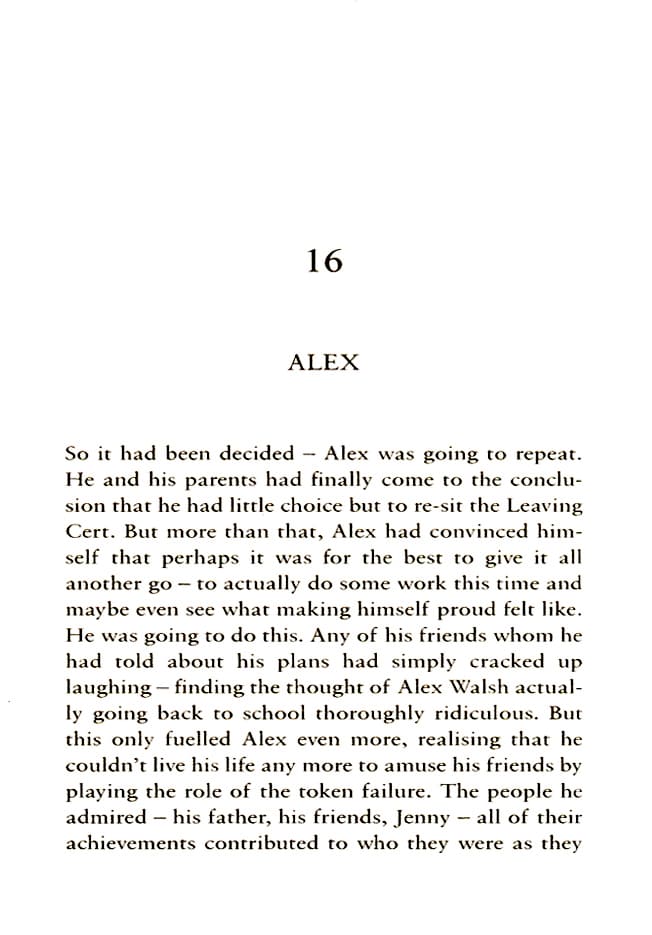 16
ALEX
So it had been decided – Alex was going to repeat.
He and his parents had finally come to the conclu-
sion that he had little choice but to re-sit the Leaving
Cert. But more than that, Alex had convinced him-
self that perhaps it was for the best to give it all
another go – to actually do some work this time and
maybe even see what making himself proud felt like.
He was going to do this. Any of his friends whom he
had told about his plans had simply cracked up
laughing – finding the thought of Alex Walsh actual-
ly going back to school thoroughly ridiculous. But
this only fuelled Alex even more, realising that he
couldn't live his life any more to amuse his friends by
playing the role of the token failure. The people he
admired – his father, his friends, Jenny – all of their
achievements contributed to who they were as they